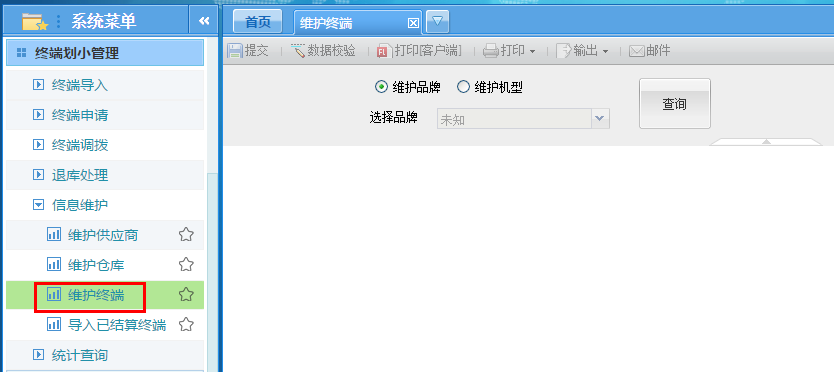 系统菜单 «
终端划小管理
终端导入
终端申请
终端调拨
退库处理
信息维护
维护供应商
维护仓库
维护终端
导入已结算终端
统计查询
首页 维护终端
提交 数据校验 打印[客户端] 打印 输出 邮件
维护品牌 维护机型
选择品牌 未知
查询